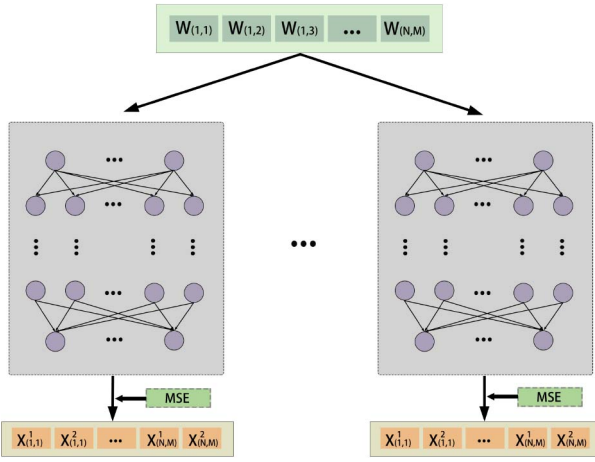 W(1,1) W(1,2) W(1,3) ••• W(N,M)
MSE MSE
X¹(1,1) X²(1,1) ••• X¹(N,M) X²(N,M)
X¹(1,1) X²(1,1) ••• X¹(N,M) X²(N,M)